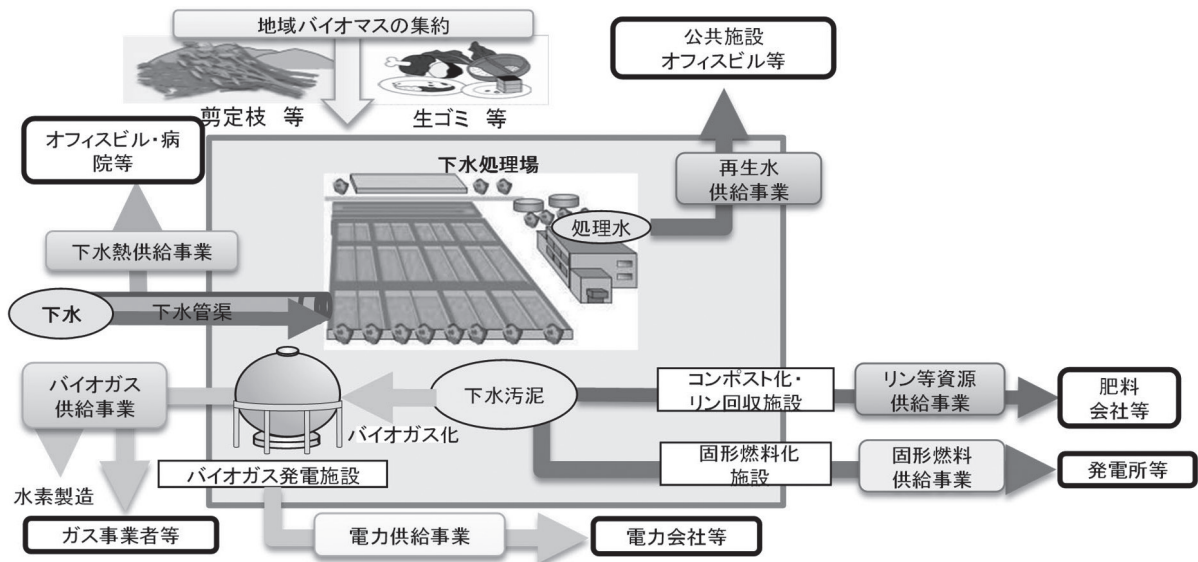 地域バイオマスの集約
剪定枝 等
生ゴミ 等
公共施設
オフィスビル等
オフィスビル・病
院等
下水処理場
再生水
供給事業
処理水
下水熱供給事業
下水
下水管渠
バイオガス
供給事業
バイオガス化
下水汚泥
コンポスト化・
リン回収施設
リン等資源
供給事業
肥料
会社等
バイオガス発電施設
固形燃料化
施設
固形燃料
供給事業
発電所等
水素製造
ガス事業者等
電力供給事業
電力会社等